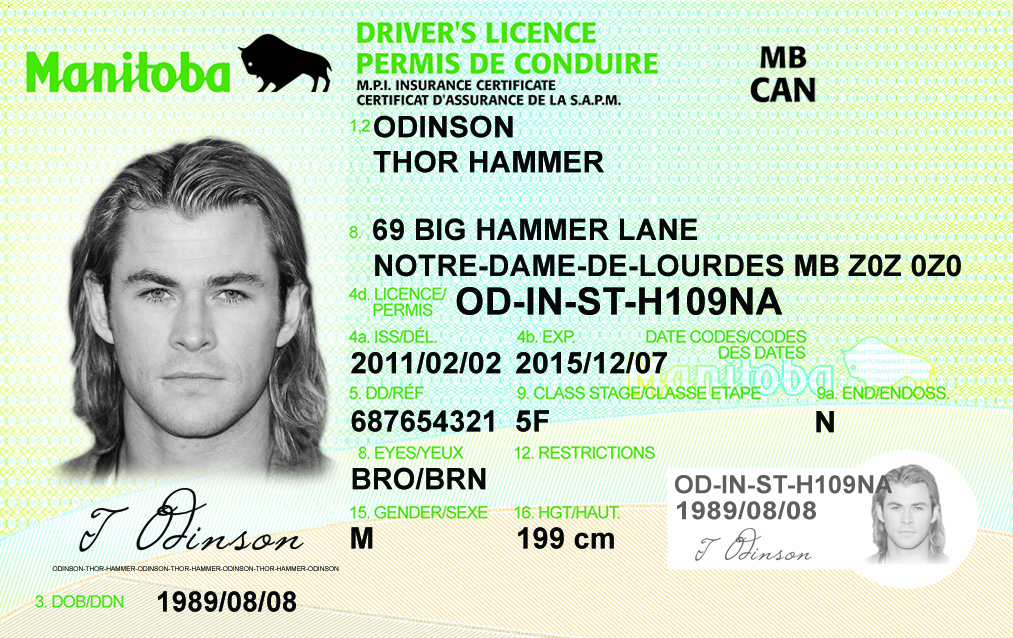 Manitoba
DRIVER'S LICENCE
PERMIS DE CONDUIRE
M.P.I. INSURANCE CERTIFICATE
CERTIFICAT D'ASSURANCE DE LA S.A.P.M.
MB
CAN
1,2 ODINSON
THOR HAMMER
8. 69 BIG HAMMER LANE
NOTRE-DAME-DE-LOURDES MB Z0Z 0Z0
4d. LICENCE/
PERMIS
OD-IN-ST-H109NA
4a. ISS/DÉL. 4b. EXP. DATE CODES/CODES
DES DATES
2011/02/02 2015/12/07
Manitoba
5. DD/RÉF 9. CLASS STAGE/CLASSE ETAPE 9a. END/ENDOSS.
687654321 5F N
8. EYES/YEUX 12. RESTRICTIONS
BRO/BRN
15. GENDER/SEXE 16. HGT/HAUT.
M 199 cm
OD-IN-ST-H109NA
1989/08/08
T Odinson
T Odinson
ODINSON-THOR-HAMMER-ODINSON-THOR-HAMMER-ODINSON-THOR-HAMMER-ODINSON
3. DOB/DDN 1989/08/08